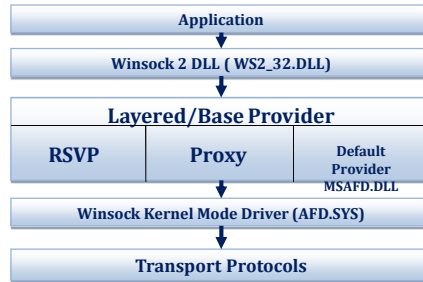 Application
Winsock 2 DLL ( WS2_32.DLL)
Layered/Base Provider
RSVP
Proxy
Default
Provider
MSAFD.DLL
Winsock Kernel Mode Driver (AFD.SYS)
Transport Protocols